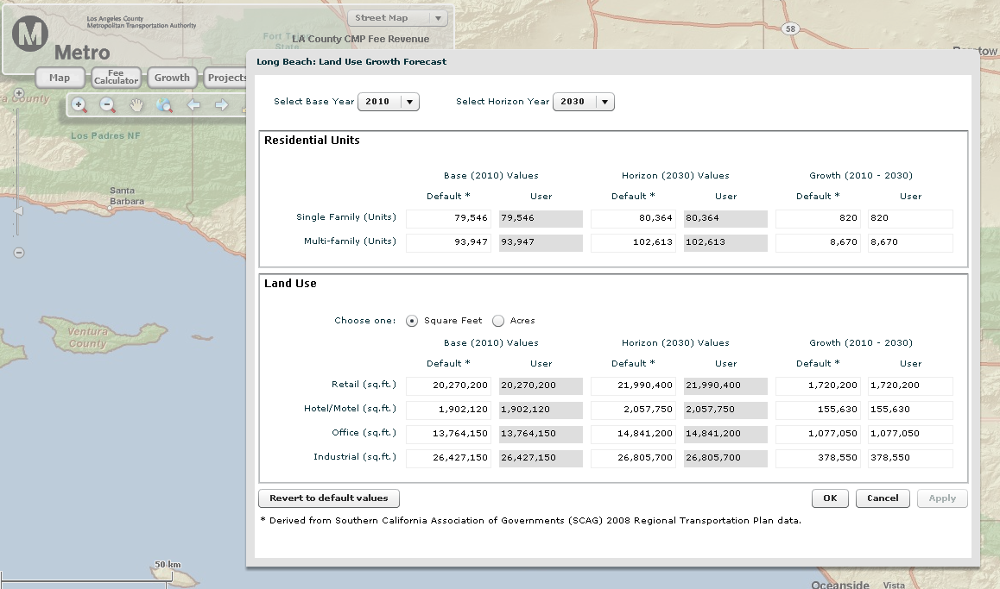 Los Angeles County
Metropolitan Transportation Authority
Metro
Street Map
LA County CMP Fee Revenue
Fort Tejon
State
58
Barstow
Map
Fee Calculator
Growth
Projects
Los Padres NF
Santa
Barbara
Ventura
County
50 km
Oceanside Vista
Long Beach: Land Use Growth Forecast
Select Base Year 2010 Select Horizon Year 2030
Residential Units
Base (2010) Values Horizon (2030) Values Growth (2010 - 2030)
Default * User Default * User Default * User
Single Family (Units) 79,546 79,546 80,364 80,364 820 820
Multi-family (Units) 93,947 93,947 102,613 102,613 8,670 8,670
Land Use
Choose one: Square Feet Acres
Base (2010) Values Horizon (2030) Values Growth (2010 - 2030)
Default * User Default * User Default * User
Retail (sq.ft.) 20,270,200 20,270,200 21,990,400 21,990,400 1,720,200 1,720,200
Hotel/Motel (sq.ft.) 1,902,120 1,902,120 2,057,750 2,057,750 155,630 155,630
Office (sq.ft.) 13,764,150 13,764,150 14,841,200 14,841,200 1,077,050 1,077,050
Industrial (sq.ft.) 26,427,150 26,427,150 26,805,700 26,805,700 378,550 378,550
Revert to default values OK Cancel Apply
* Derived from Southern California Association of Governments (SCAG) 2008 Regional Transportation Plan data.